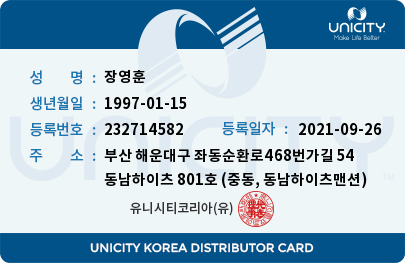 UNICITY
Make Life Better
성 명 : 장영훈
생년월일 : 1997-01-15
등록번호 : 232714582 등록일자 : 2021-09-26
주 소 : 부산 해운대구 좌동순환로468번가길 54
동남하이츠 801호 (중동, 동남하이츠맨션)
유니시티코리아(유)
UNICITY KOREA DISTRIBUTOR CARD